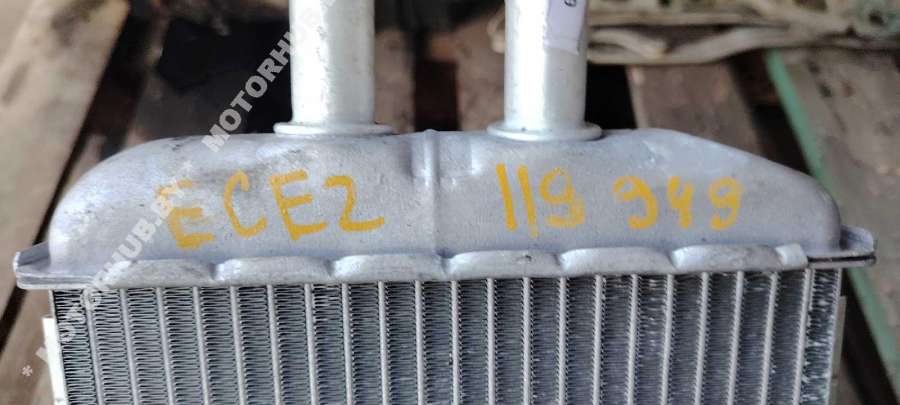 ECE2 119 949
* MOTORHUB.BY * MOTORHUB.BY